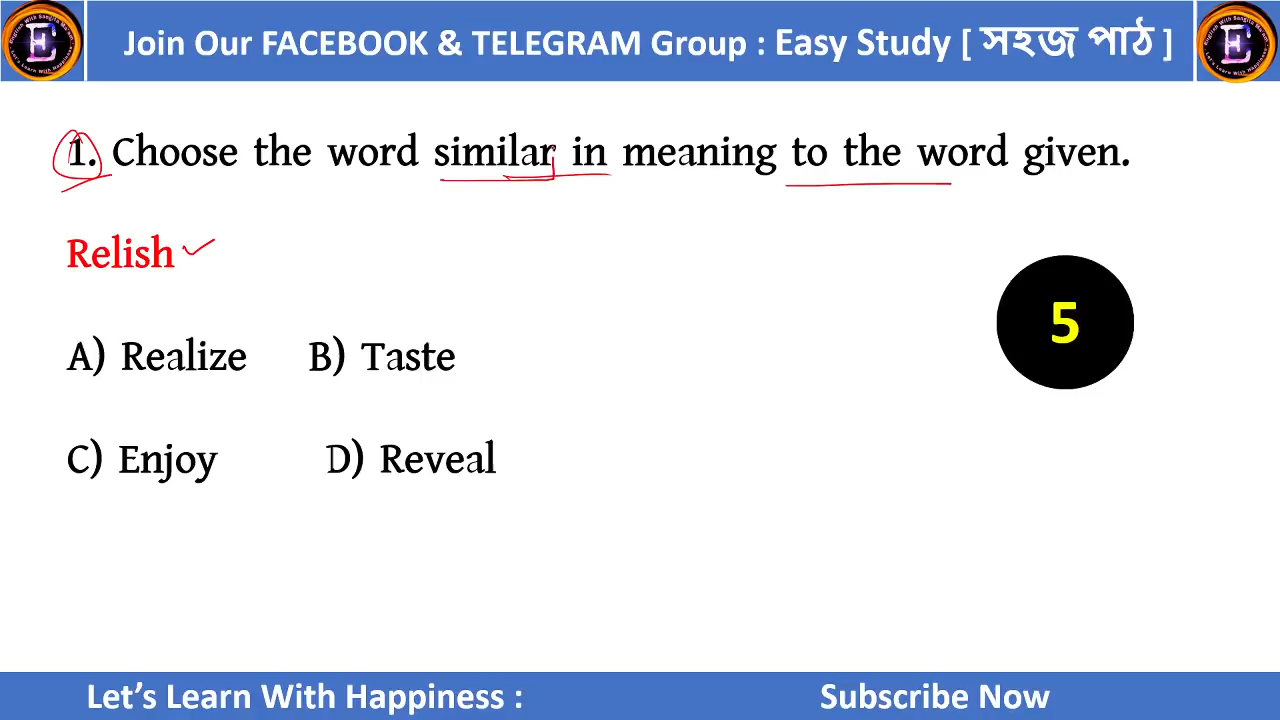 Join Our FACEBOOK & TELEGRAM Group : Easy Study [ সহজ পাঠ ]
1. Choose the word similar in meaning to the word given.
Relish
5
A) Realize B) Taste
C) Enjoy D) Reveal
Let’s Learn With Happiness :
Subscribe Now